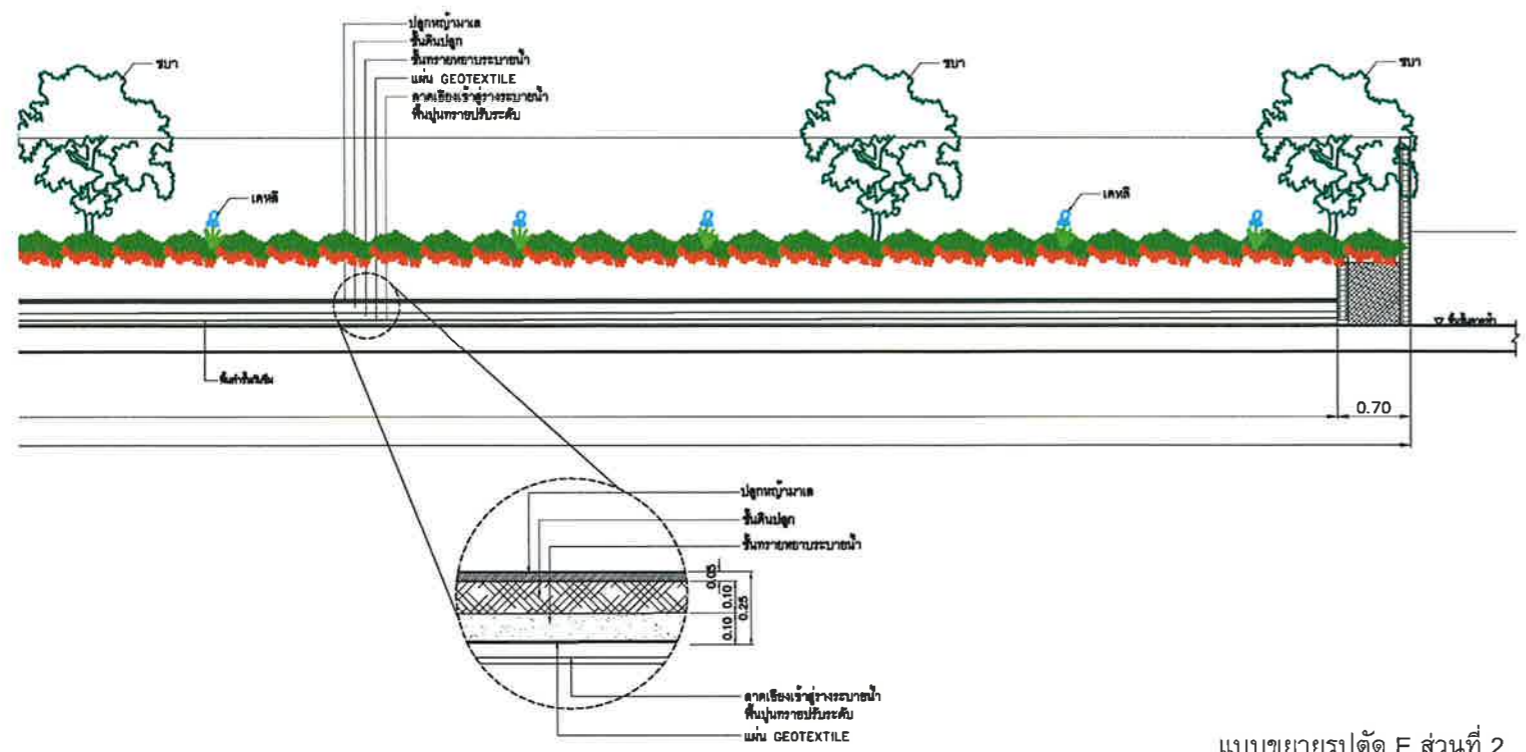 ปลูกหญ้ามาเล
ชั้นดินปลูก
ชั้นทรายหยาบระบายน้ำ
แผ่น GEOTEXTILE
ลาดเอียงเข้าสู่รางระบายน้ำ
พื้นปูนทรายปรับระดับ
ชบา
ชบา
ชบา
เดหลี
เดหลี
0.70
ปลูกหญ้ามาเล
ชั้นดินปลูก
ชั้นทรายหยาบระบายน้ำ
0.05
0.10
0.10
0.25
ลาดเอียงเข้าสู่รางระบายน้ำ
พื้นปูนทรายปรับระดับ
แผ่น GEOTEXTILE
แบบขยายรูปตัด E ส่วนที่ 2